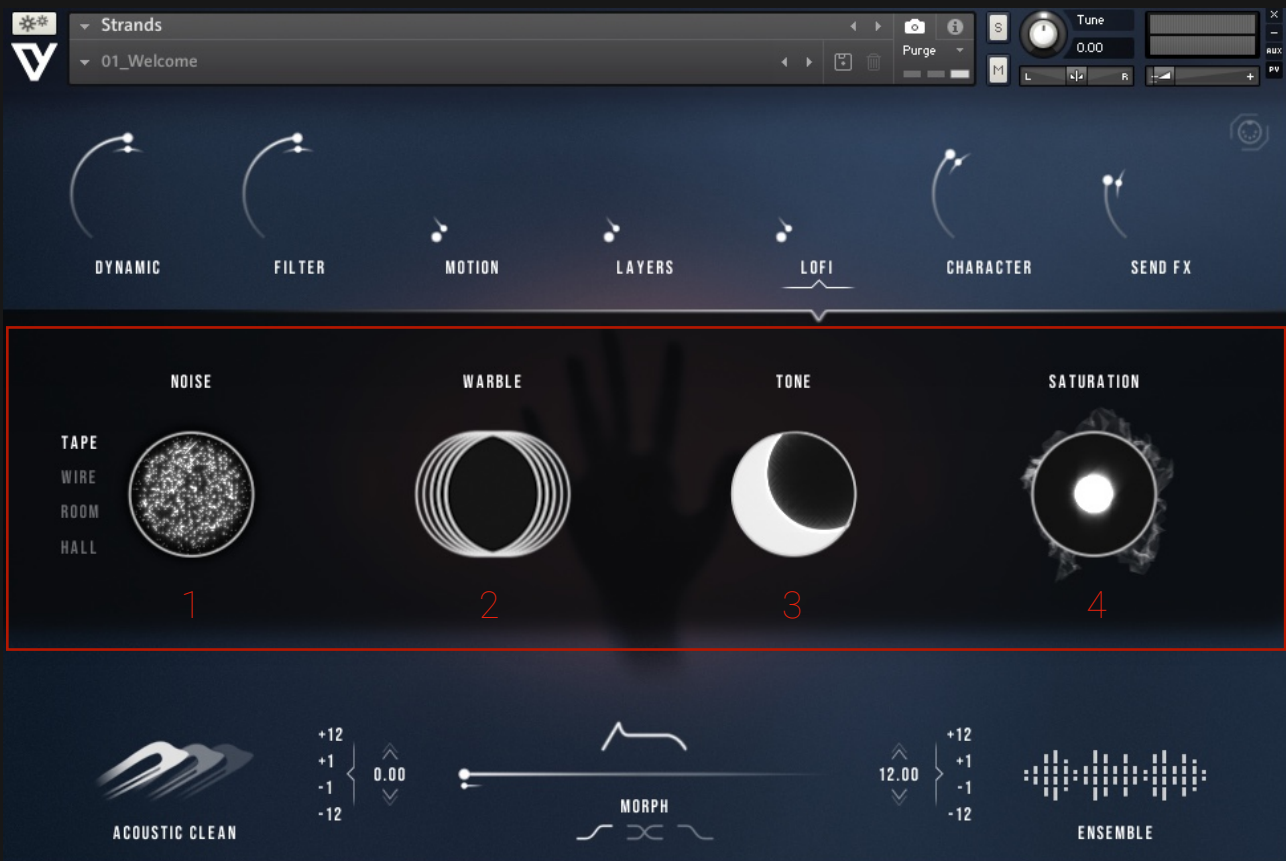 Strands
S
Tune
x
-
01_Welcome
Purge
0.00
AUX
M
L
R
-
+
PV
DYNAMIC
FILTER
MOTION
LAYERS
LOFI
CHARACTER
SEND FX
NOISE
WARBLE
TONE
SATURATION
TAPE
WIRE
ROOM
HALL
1
2
3
4
+12
+1
0.00
-1
-12
MORPH
12.00
+12
+1
-1
-12
ACOUSTIC CLEAN
ENSEMBLE